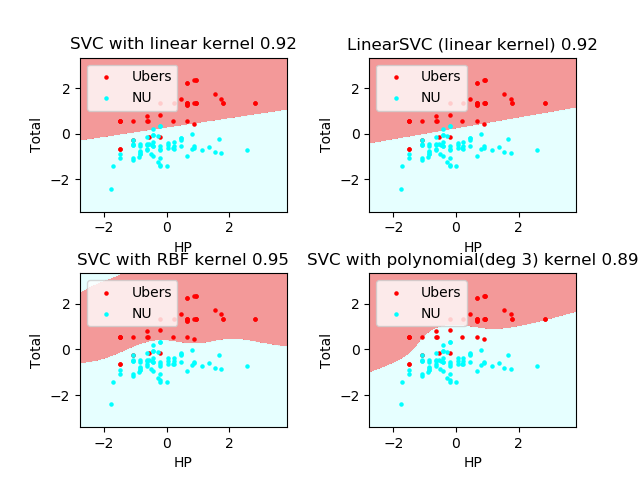 SVC with linear kernel 0.92
Total
2
0
−2
Ubers
NU
−2
0
2
HP
LinearSVC (linear kernel) 0.92
Total
2
0
−2
Ubers
NU
−2
0
2
HP
SVC with RBF kernel 0.95
Total
2
0
−2
Ubers
NU
−2
0
2
HP
SVC with polynomial(deg 3) kernel 0.89
Total
2
0
−2
Ubers
NU
−2
0
2
HP